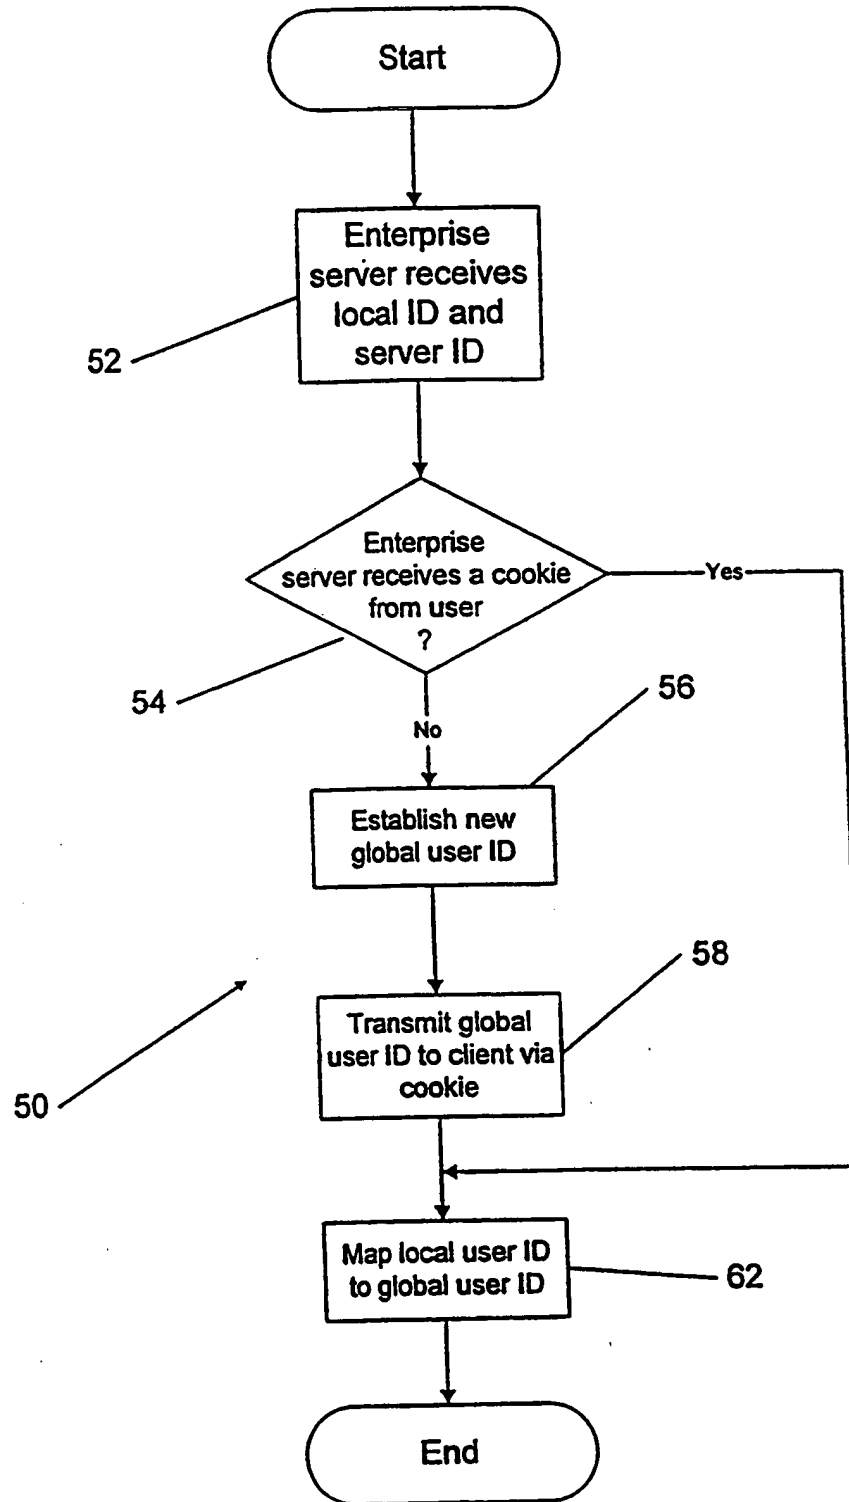 Start
Enterprise
server receives
local ID and
server ID
52
Enterprise
server receives a cookie
from user
?
Yes
54
No
56
Establish new
global user ID
58
Transmit global
user ID to client via
cookie
50
Map local user ID
to global user ID
62
End